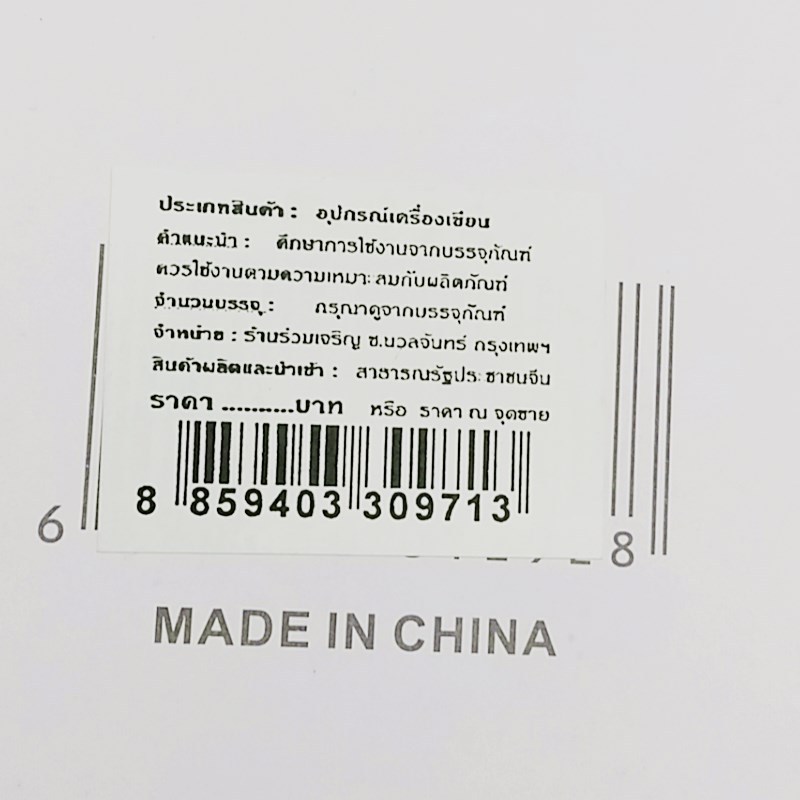 ประเภทสินค้า : อุปกรณ์เครื่องเขียน
คำแนะนำ : ศึกษาการใช้งานจากบรรจุภัณฑ์
ควรใช้งานตามความเหมาะสมกับผลิตภัณฑ์
จำนวนบรรจุ : กรุณาดูจากบรรจุภัณฑ์
จำหน่าย : ร้านร่วมเจริญ ซ.นวลจันทร์ กรุงเทพฯ
สินค้าผลิตและนำเข้า : สาธารณรัฐประชาชนจีน
ราคา ..........บาท หรือ ราคา ณ จุดขาย
8 859403 309713
6 8
MADE IN CHINA